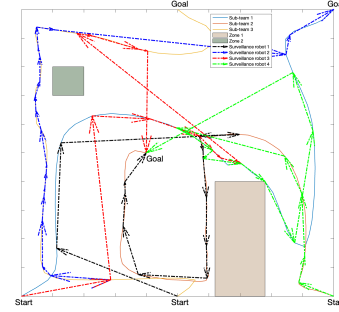 Goal
Goal
Sub-team 1
Sub-team 2
Sub-team 3
Zone 1
Zone 2
Surveillance robot 1
Surveillance robot 2
Surveillance robot 3
Surveillance robot 4
Goal
Start
Start
Start